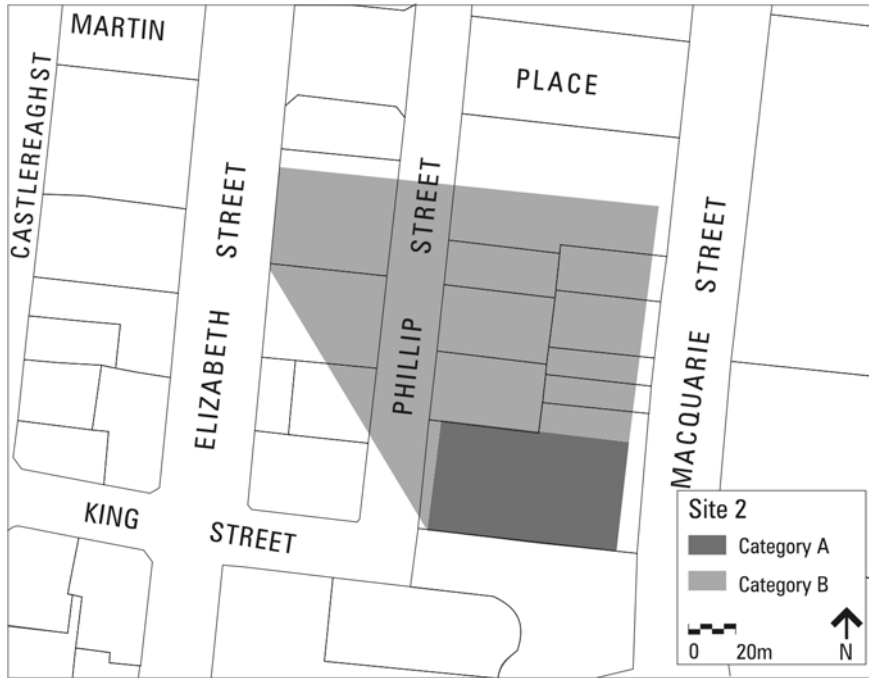 MARTIN
PLACE
CASTLEREAGH ST
ELIZABETH STREET
PHILLIP STREET
MACQUARIE STREET
KING STREET
Site 2
Category A
Category B
0 20m
N